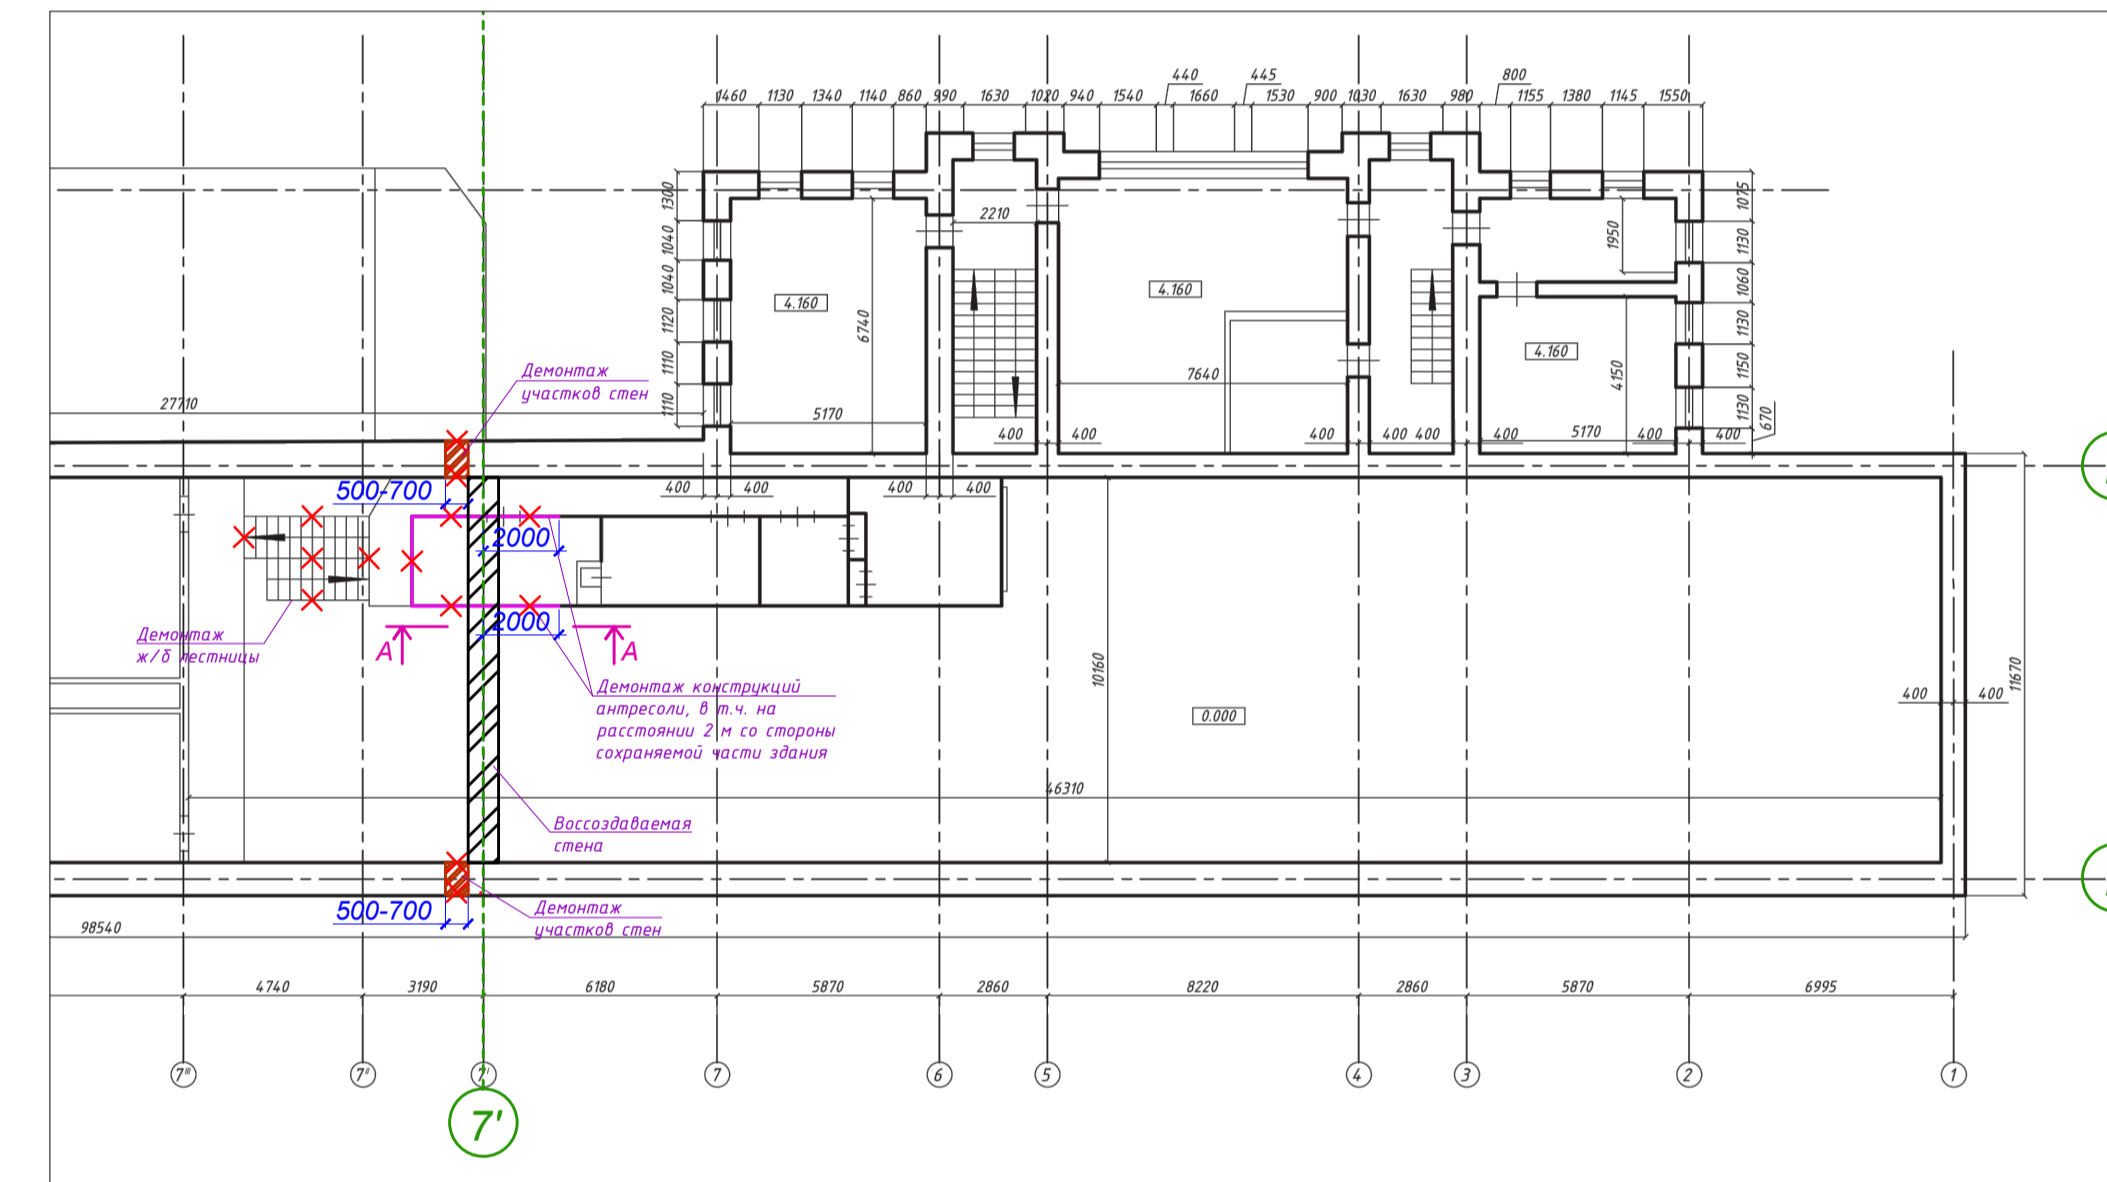 440 445 800
1460 1130 1340 1140 860 990 1630 1020 940 1540 1660 1530 900 1030 1630 980 1155 1380 1145 1550
1300
1040
1040
1120
1110
1110
2210
6740
5170
4.160
4.160
4.160
7640
1950
4150
5170
1075
1130
1060
1130
1150
1130
670
400 400 400 400 400 400 400 400
27710
Демонтаж
участков стен
500-700
400 400 400 400
2000
2000
А А
Демонтаж
ж/б лестницы
Демонтаж конструкций
антресоли, в т.ч. на
расстоянии 2 м со стороны
сохраняемой части здания
10160
0.000
400 400
11670
46310
Воссоздаваемая
стена
500-700
Демонтаж
участков стен
98540
4740 3190 6180 5870 2860 8220 2860 5870 6995
7''' 7'' 7' 7 6 5 4 3 2 1
7'